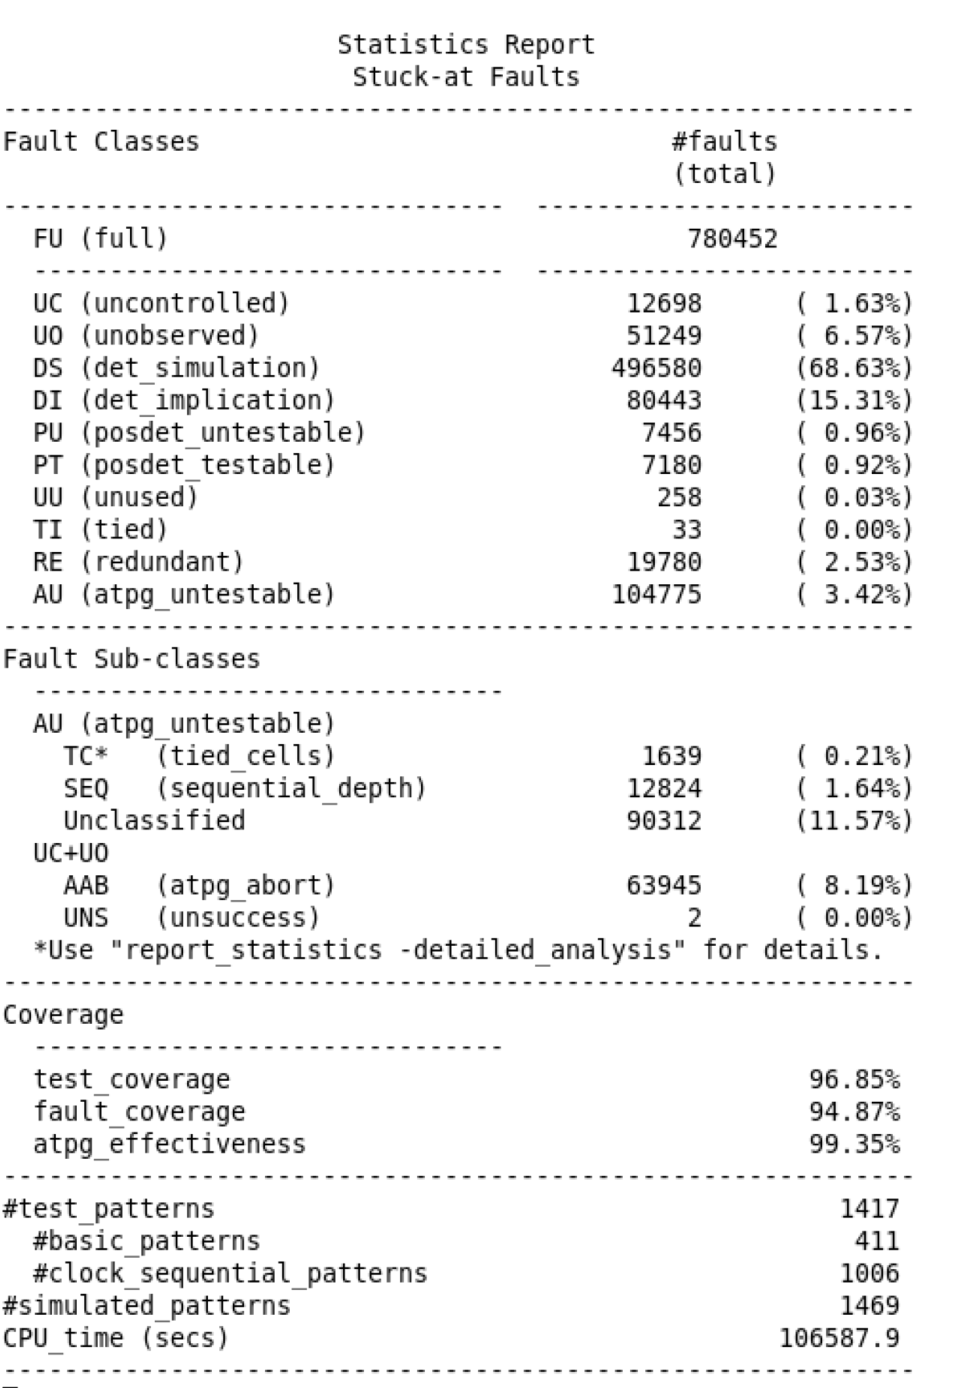 Statistics Report
Stuck-at Faults
--------------------------------------------------------------
Fault Classes #faults
(total)
--------------------------------- -------------------------
FU (full) 780452
------------------------------- -------------------------
UC (uncontrolled) 12698 ( 1.63%)
UO (unobserved) 51249 ( 6.57%)
DS (det_simulation) 496580 (68.63%)
DI (det_implication) 80443 (15.31%)
PU (posdet_untestable) 7456 ( 0.96%)
PT (posdet_testable) 7180 ( 0.92%)
UU (unused) 258 ( 0.03%)
TI (tied) 33 ( 0.00%)
RE (redundant) 19780 ( 2.53%)
AU (atpg_untestable) 104775 ( 3.42%)
--------------------------------------------------------------
Fault Sub-classes
-------------------------------
AU (atpg_untestable)
TC* (tied_cells) 1639 ( 0.21%)
SEQ (sequential_depth) 12824 ( 1.64%)
Unclassified 90312 (11.57%)
UC+UO
AAB (atpg_abort) 63945 ( 8.19%)
UNS (unsuccess) 2 ( 0.00%)
*Use "report_statistics -detailed_analysis" for details.
--------------------------------------------------------------
Coverage
-------------------------------
test_coverage 96.85%
fault_coverage 94.87%
atpg_effectiveness 99.35%
--------------------------------------------------------------
#test_patterns 1417
#basic_patterns 411
#clock_sequential_patterns 1006
#simulated_patterns 1469
CPU_time (secs) 106587.9
--------------------------------------------------------------